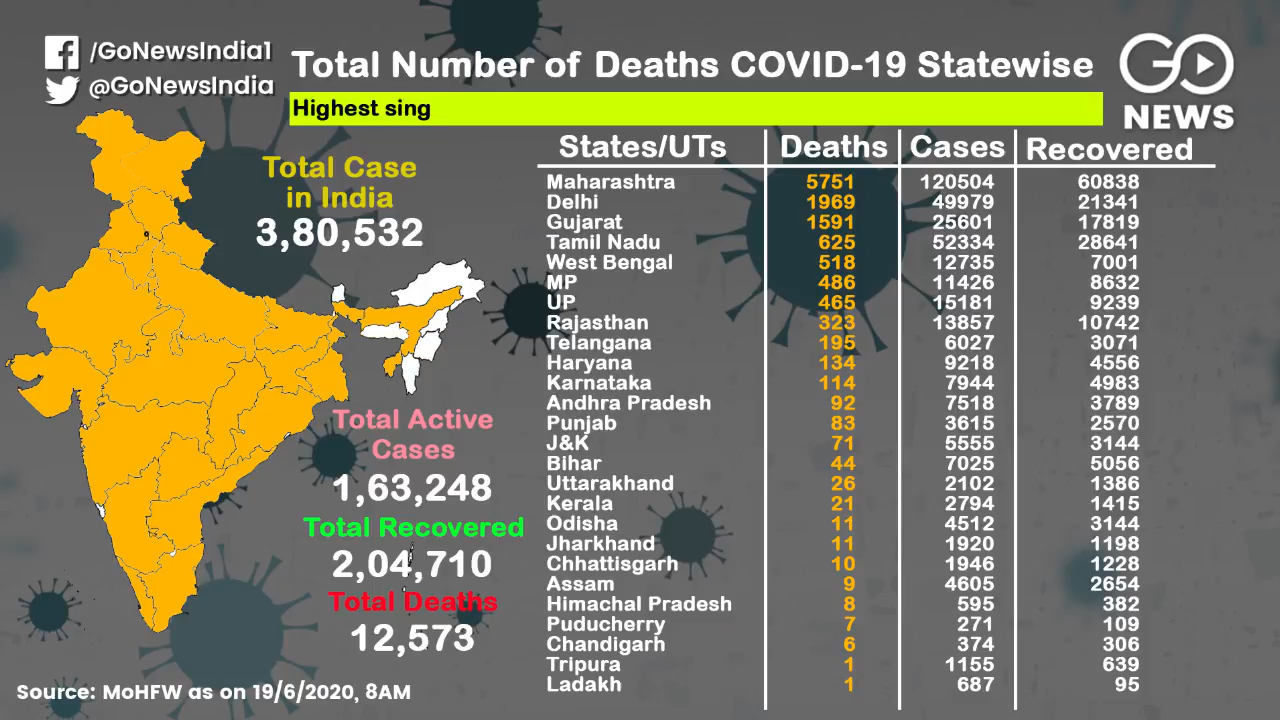 /GoNewsIndia1
@GoNewsIndia
Total Number of Deaths COVID-19 Statewise
GO
NEWS
Highest sing
Total Case
in India
3,80,532
Total Active
Cases
1,63,248
Total Recovered
2,04,710
Total Deaths
12,573
Source: MoHFW as on 19/6/2020, 8AM
States/UTs Deaths Cases Recovered
Maharashtra 5751 120504 60838
Delhi 1969 49979 21341
Gujarat 1591 25601 17819
Tamil Nadu 625 52334 28641
West Bengal 518 12735 7001
MP 486 11426 8632
UP 465 15181 9239
Rajasthan 323 13857 10742
Telangana 195 6027 3071
Haryana 134 9218 4556
Karnataka 114 7944 4983
Andhra Pradesh 92 7518 3789
Punjab 83 3615 2570
J&K 71 5555 3144
Bihar 44 7025 5056
Uttarakhand 26 2102 1386
Kerala 21 2794 1415
Odisha 11 4512 3144
Jharkhand 11 1920 1198
Chhattisgarh 10 1946 1228
Assam 9 4605 2654
Himachal Pradesh 8 595 382
Puducherry 7 271 109
Chandigarh 6 374 306
Tripura 1 1155 639
Ladakh 1 687 95